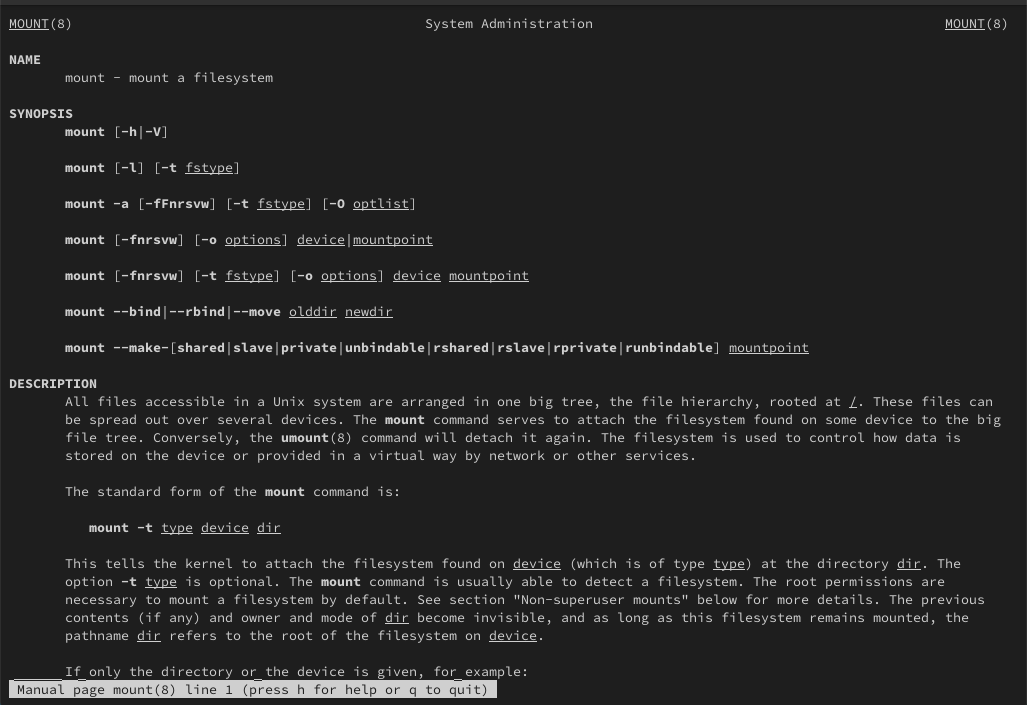 MOUNT(8) System Administration MOUNT(8)
NAME
mount - mount a filesystem
SYNOPSIS
mount [-h|-V]
mount [-l] [-t fstype]
mount -a [-fFnrsvw] [-t fstype] [-O optlist]
mount [-fnrsvw] [-o options] device|mountpoint
mount [-fnrsvw] [-t fstype] [-o options] device mountpoint
mount --bind|--rbind|--move olddir newdir
mount --make-[shared|slave|private|unbindable|rshared|rslave|rprivate|runbindable] mountpoint
DESCRIPTION
All files accessible in a Unix system are arranged in one big tree, the file hierarchy, rooted at /. These files can
be spread out over several devices. The mount command serves to attach the filesystem found on some device to the big
file tree. Conversely, the umount(8) command will detach it again. The filesystem is used to control how data is
stored on the device or provided in a virtual way by network or other services.
The standard form of the mount command is:
mount -t type device dir
This tells the kernel to attach the filesystem found on device (which is of type type) at the directory dir. The
option -t type is optional. The mount command is usually able to detect a filesystem. The root permissions are
necessary to mount a filesystem by default. See section "Non-superuser mounts" below for more details. The previous
contents (if any) and owner and mode of dir become invisible, and as long as this filesystem remains mounted, the
pathname dir refers to the root of the filesystem on device.
If only the directory or the device is given, for example:
Manual page mount(8) line 1 (press h for help or q to quit)